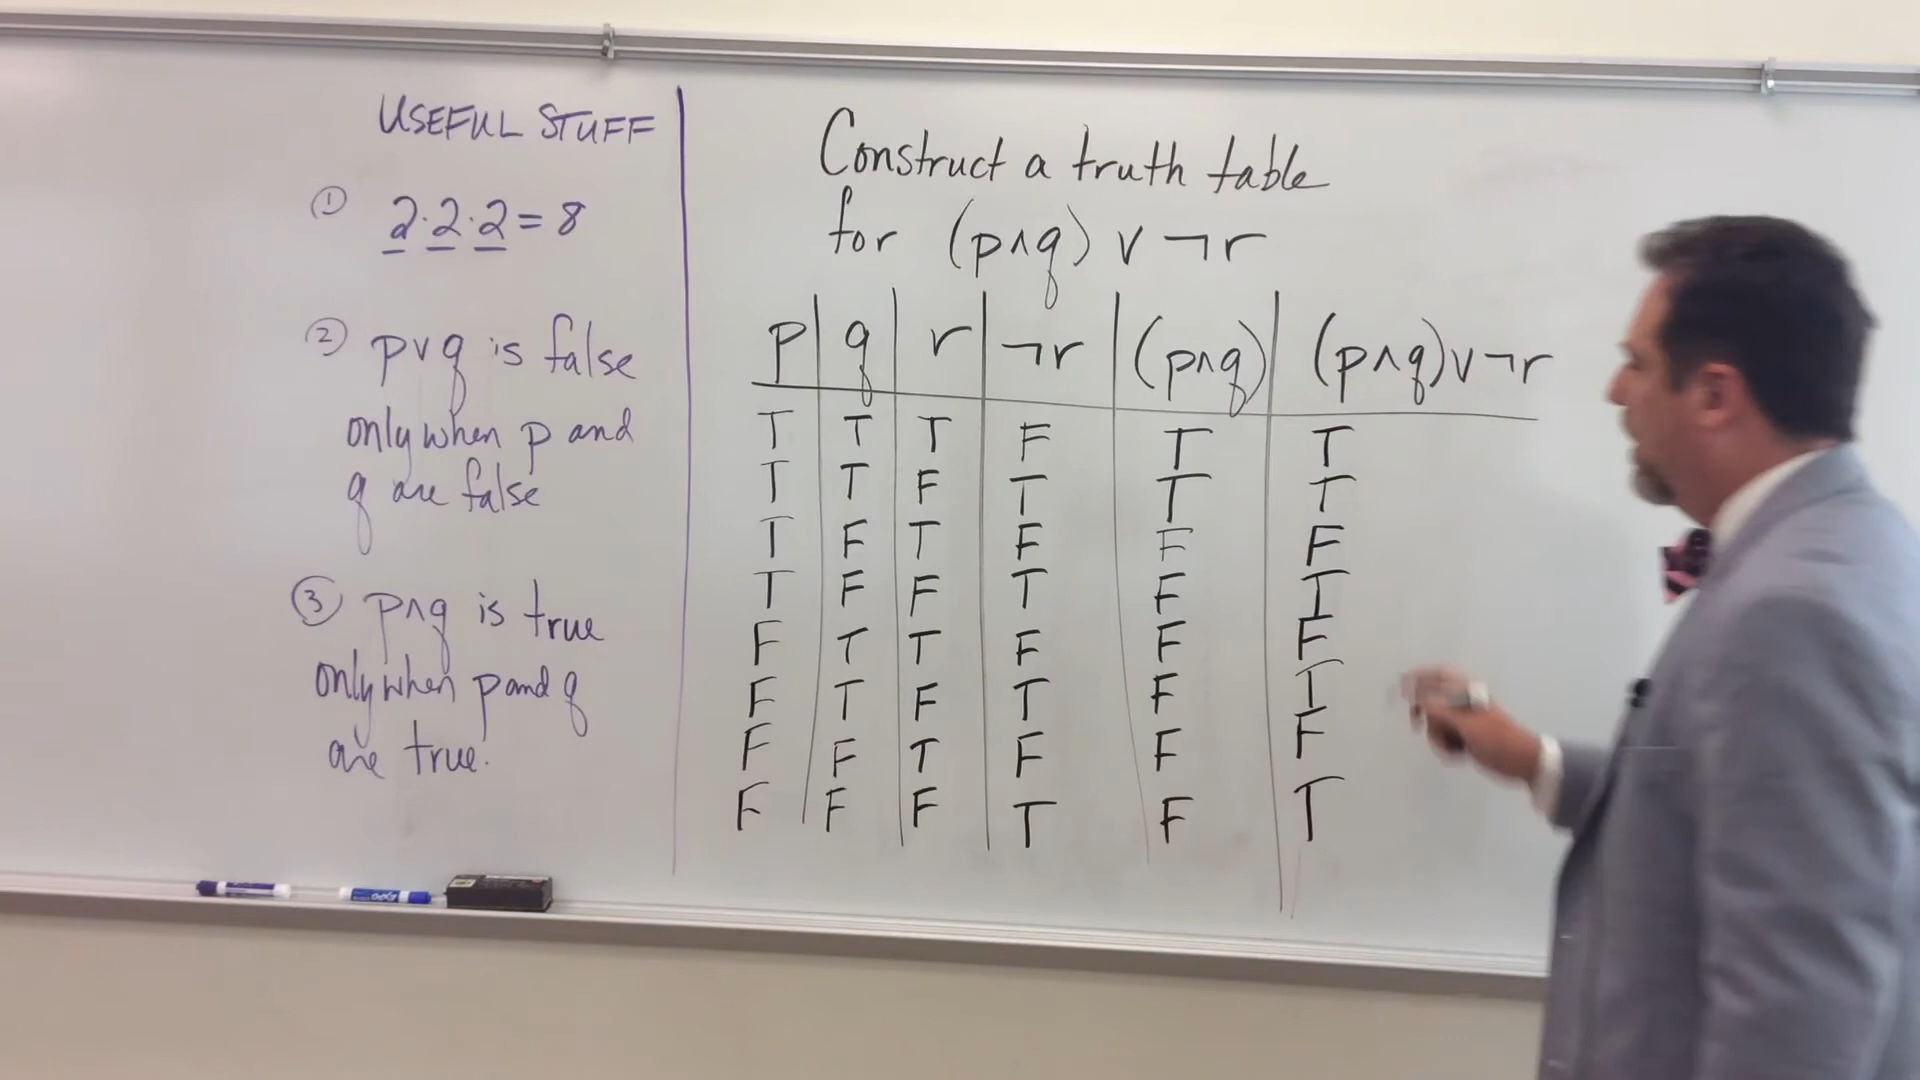 USEFUL STUFF
① 2·2·2 = 8
② p∨q is false
only when p and
q are false
③ p∧q is true
only when p and q
are true.
Construct a truth table
for (p∧q) ∨ ¬r
p q r ¬r (p∧q) (p∧q)∨¬r
T T T F T T
T T F T T T
T F T F F F
T F F T F T
F T T F F F
F T F T F T
F F T F F F
F F F T F T
EXPO